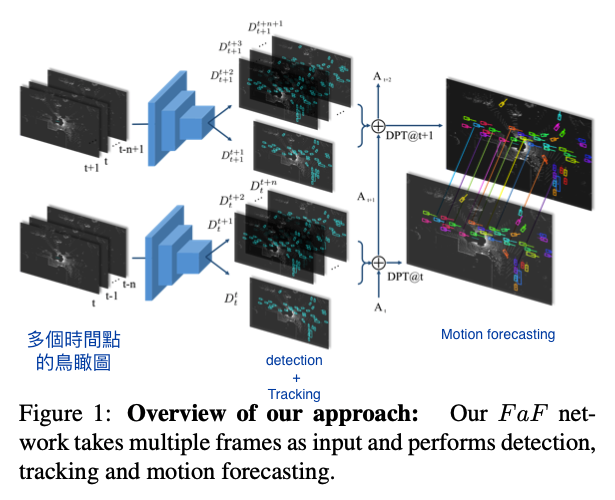 D_{t+1}^{t+n+1}
D_{t+1}^{t+3}
...
D_{t+1}^{t+2}
A_{t+2}
...
t-n+1
t
t+1
DPT@t+1
D_{t+1}^{t+1}
D_t^{t+n}
D_t^{t+2}
...
A_{t+1}
D_t^{t+1}
...
t-n
t-1
t
DPT@t
D_t^t
A_t
多個時間點
的鳥瞰圖
detection
+
Tracking
Motion forecasting
Figure 1: Overview of our approach: Our FaF net-
work takes multiple frames as input and performs detection,
tracking and motion forecasting.